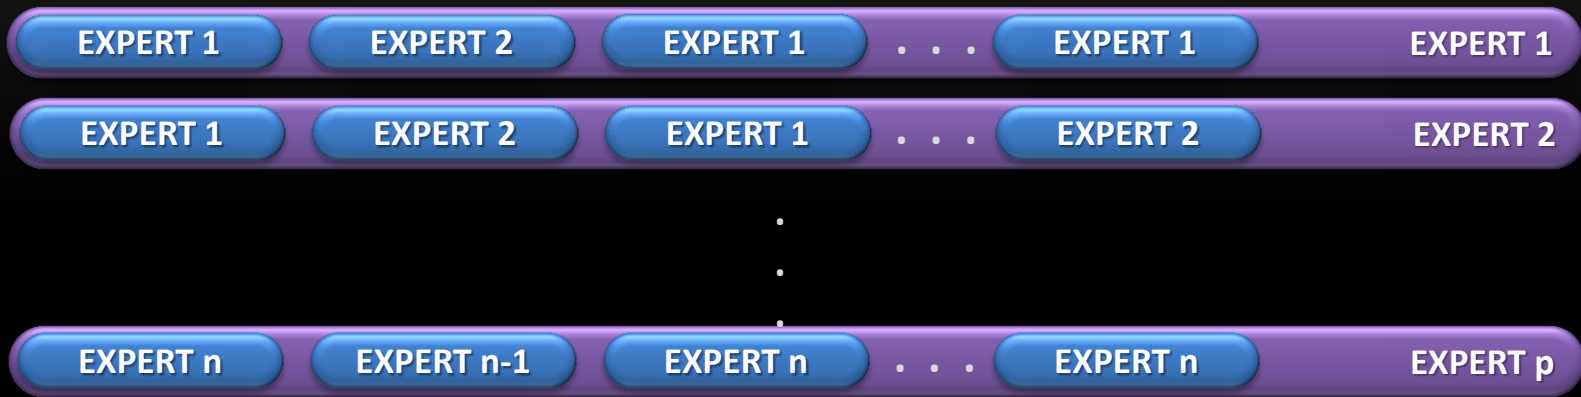 EXPERT 1 EXPERT 2 EXPERT 1 . . . EXPERT 1 EXPERT 1
EXPERT 1 EXPERT 2 EXPERT 1 . . . EXPERT 2 EXPERT 2
.
.
.
EXPERT n EXPERT n-1 EXPERT n . . . EXPERT n EXPERT p